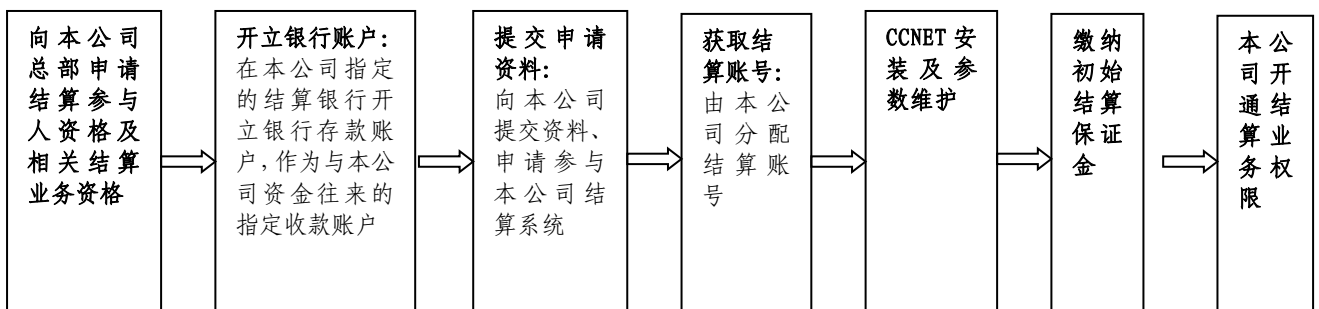 向本公司
总部申请
结算参与
人资格及
相关结算
业务资格
开立银行账户：
在本公司指定
的结算银行开
立银行存款账
户，作为与本公
司资金往来的
指定收款账户
提交申请
资料：
向本公司
提交资料、
申请参与
本公司结
算系统
获取结
算账号：
由本公
司分配
结算账
号
CCNET 安
装及参
数维护
缴纳
初始
结算
保证
金
本公
司开
通结
算业
务权
限